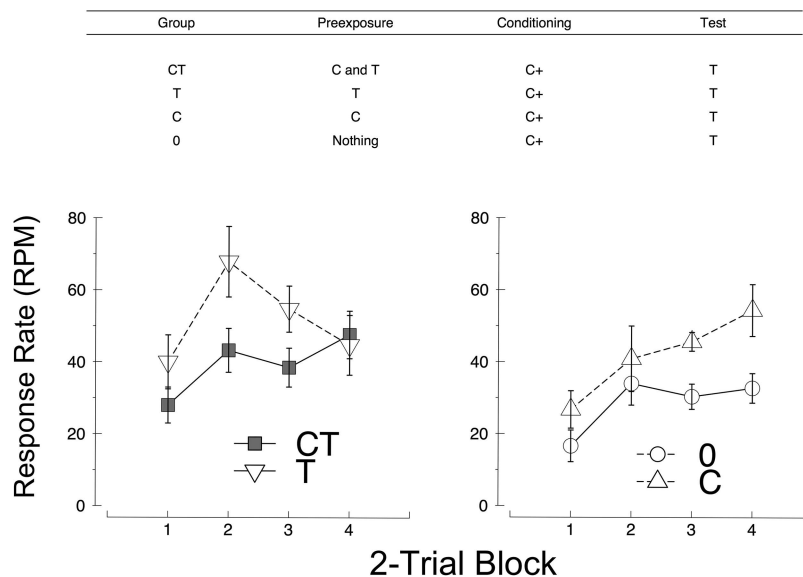 Group Preexposure Conditioning Test
CT C and T C+ T
T T C+ T
C C C+ T
0 Nothing C+ T
Response Rate (RPM)
80 80
60 60
40 40
20 20
0 0
CT
T
0
C
1 2 3 4 1 2 3 4
2-Trial Block